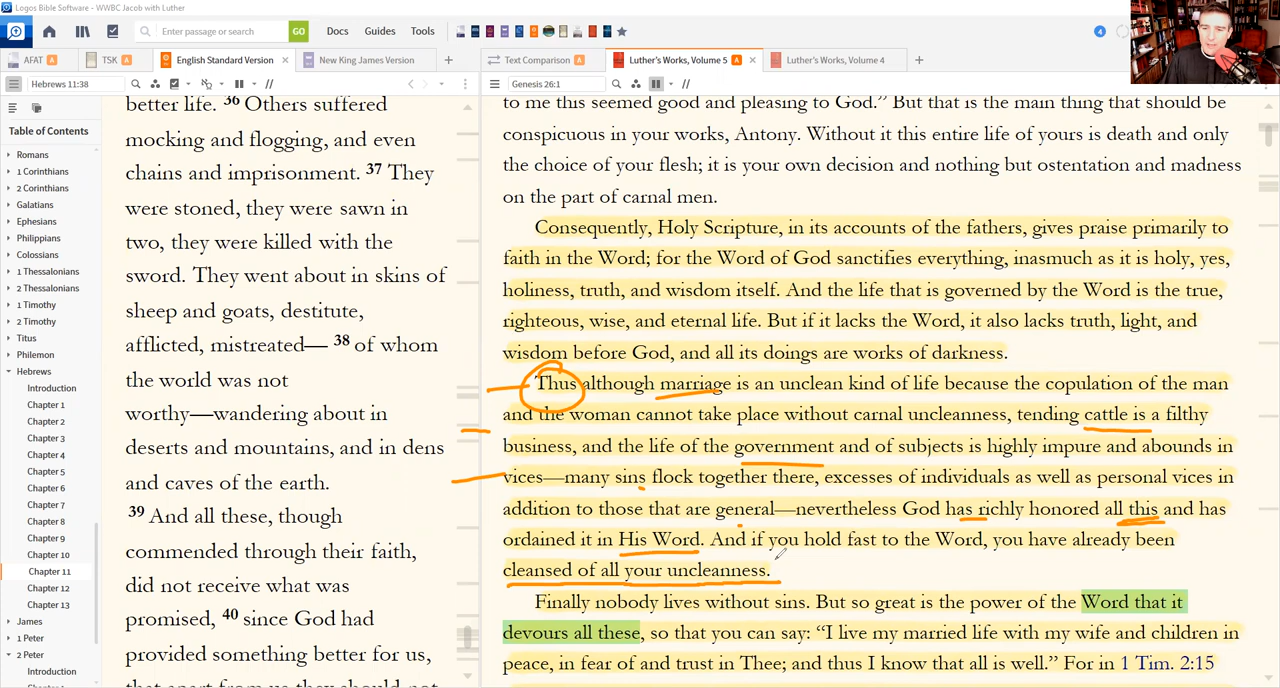 Logos Bible Software - WWBC Jacob with Luther
Enter passage or search
GO
Docs
Guides
Tools
4
AFAT A
TSK A
English Standard Version
New King James Version
Text Comparison A
Luther's Works, Volume 5 A
Luther's Works, Volume 4
Hebrews 11:38
Genesis 26:1
Table of Contents
Romans
1 Corinthians
2 Corinthians
Galatians
Ephesians
Philippians
Colossians
1 Thessalonians
2 Thessalonians
1 Timothy
2 Timothy
Titus
Philemon
Hebrews
Introduction
Chapter 1
Chapter 2
Chapter 3
Chapter 4
Chapter 5
Chapter 6
Chapter 7
Chapter 8
Chapter 9
Chapter 10
Chapter 11
Chapter 12
Chapter 13
James
1 Peter
2 Peter
Introduction
better life. 36 Others suffered
mocking and flogging, and even
chains and imprisonment. 37 They
were stoned, they were sawn in
two, they were killed with the
sword. They went about in skins of
sheep and goats, destitute,
afflicted, mistreated— 38 of whom
the world was not
worthy—wandering about in
deserts and mountains, and in dens
and caves of the earth.
39 And all these, though
commended through their faith,
did not receive what was
promised, 40 since God had
provided something better for us,
that apart from us they should not
to me this seemed good and pleasing to God.” But that is the main thing that should be
conspicuous in your works, Antony. Without it this entire life of yours is death and only
the choice of your flesh; it is your own decision and nothing but ostentation and madness
on the part of carnal men.
Consequently, Holy Scripture, in its accounts of the fathers, gives praise primarily to
faith in the Word; for the Word of God sanctifies everything, inasmuch as it is holy, yes,
holiness, truth, and wisdom itself. And the life that is governed by the Word is the true,
righteous, wise, and eternal life. But if it lacks the Word, it also lacks truth, light, and
wisdom before God, and all its doings are works of darkness.
Thus although marriage is an unclean kind of life because the copulation of the man
and the woman cannot take place without carnal uncleanness, tending cattle is a filthy
business, and the life of the government and of subjects is highly impure and abounds in
vices—many sins flock together there, excesses of individuals as well as personal vices in
addition to those that are general—nevertheless God has richly honored all this and has
ordained it in His Word. And if you hold fast to the Word, you have already been
cleansed of all your uncleanness.
Finally nobody lives without sins. But so great is the power of the Word that it
devours all these, so that you can say: “I live my married life with my wife and children in
peace, in fear of and trust in Thee; and thus I know that all is well.” For in 1 Tim. 2:15